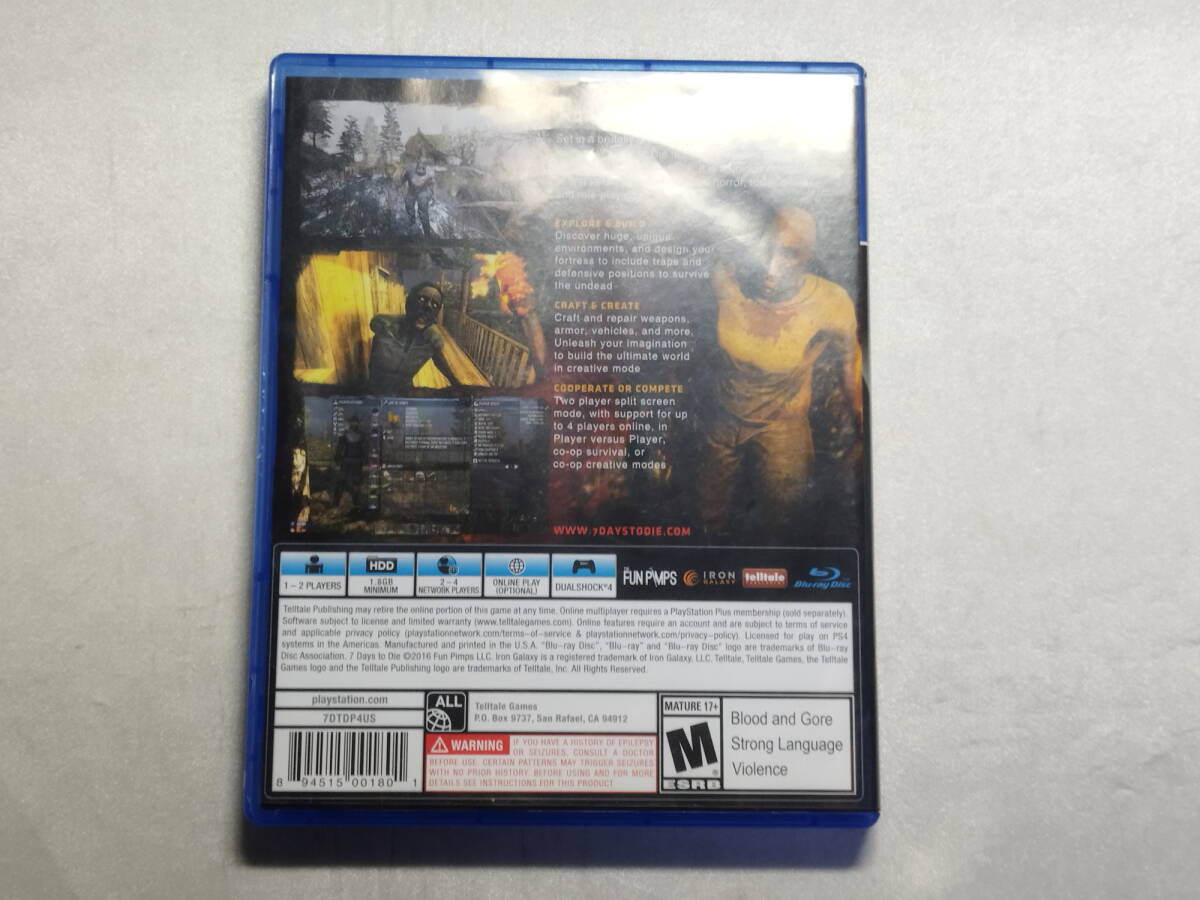 Set in a
horror,
EXPLORE & BUILD
Discover huge, unique
environments, and design your
fortress to include traps and
defensive positions to survive
the undead
CRAFT & CREATE
Craft and repair weapons,
armor, vehicles, and more.
Unleash your imagination
to build the ultimate world
in creative mode
COOPERATE OR COMPETE
Two player split screen
mode, with support for up
to 4 players online, in
Player versus Player,
co-op survival, or
co-op creative modes
WWW.7DAYSTODIE.COM
1-2 PLAYERS
HDD
1.8GB
MINIMUM
2-4
NETWORK PLAYERS
ONLINE PLAY
(OPTIONAL)
DUALSHOCK®4
THE
FUN PIMPS
IRON
GALAXY
telltale
PUBLISHING
Blu-ray Disc™
Telltale Publishing may retire the online portion of this game at any time. Online multiplayer requires a PlayStation Plus membership (sold separately).
Software subject to license and limited warranty (www.telltalegames.com). Online features require an account and are subject to terms of service
and applicable privacy policy (playstationnetwork.com/terms-of-service & playstationnetwork.com/privacy-policy). Licensed for play on PS4
systems in the Americas. Manufactured and printed in the U.S.A. "Blu-ray Disc", "Blu-ray" and "Blu-ray Disc" logo are trademarks of Blu-ray
Disc Association. 7 Days to Die ©2016 Fun Pimps LLC. Iron Galaxy is a registered trademark of Iron Galaxy, LLC. Telltale, Telltale Games, the Telltale
Games logo and the Telltale Publishing logo are trademarks of Telltale, Inc. All Rights Reserved.
playstation.com
7DTDP4US
ALL
Telltale Games
P.O. Box 9737, San Rafael, CA 94912
WARNING IF YOU HAVE A HISTORY OF EPILEPSY
OR SEIZURES, CONSULT A DOCTOR
BEFORE USE. CERTAIN PATTERNS MAY TRIGGER SEIZURES
WITH NO PRIOR HISTORY. BEFORE USING AND FOR MORE
DETAILS SEE INSTRUCTIONS FOR THIS PRODUCT
8 94515 00180 1
MATURE 17+
M®
ESRB
Blood and Gore
Strong Language
Violence